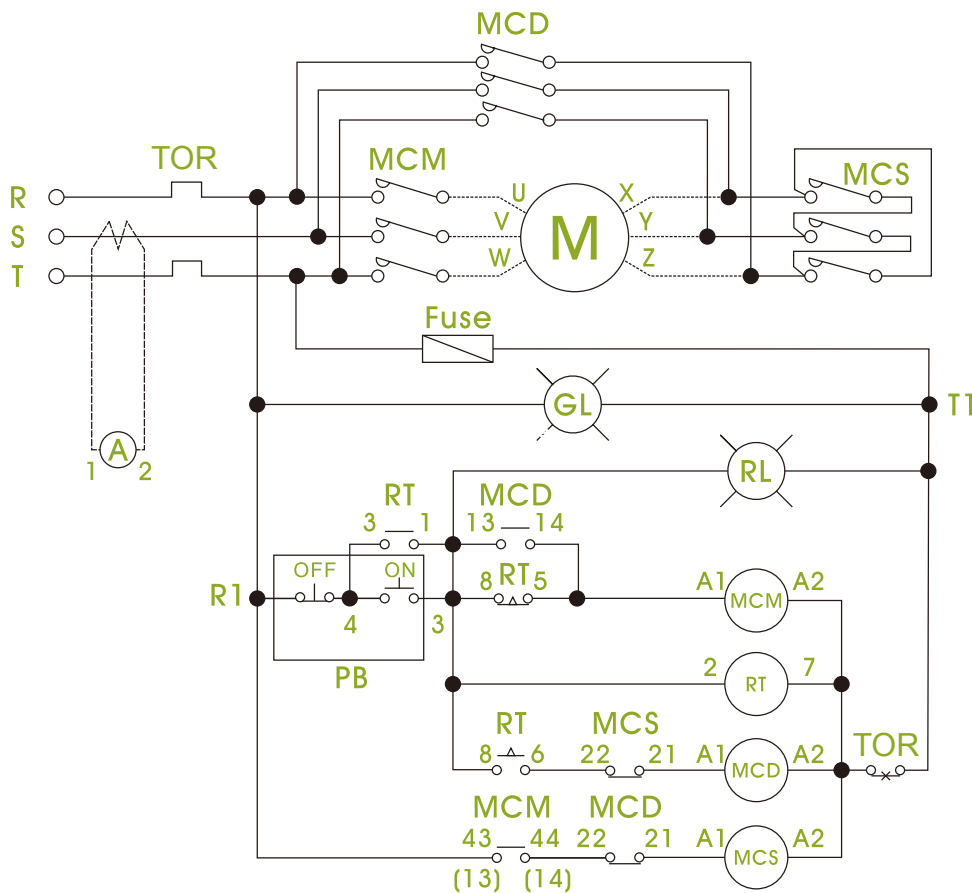 MCD
TOR
MCM
MCS
R
U
X
S
V
M
Y
T
W
Z
Fuse
GL
T1
A
1 2
RL
RT
MCD
3 1
13 14
OFF
ON
8 RT 5
A1 MCM A2
R1
4
3
PB
2 RT 7
RT
MCS
TOR
8 6
22 21
A1 MCD A2
MCM
MCD
43 44
22 21
A1 MCS A2
(13) (14)